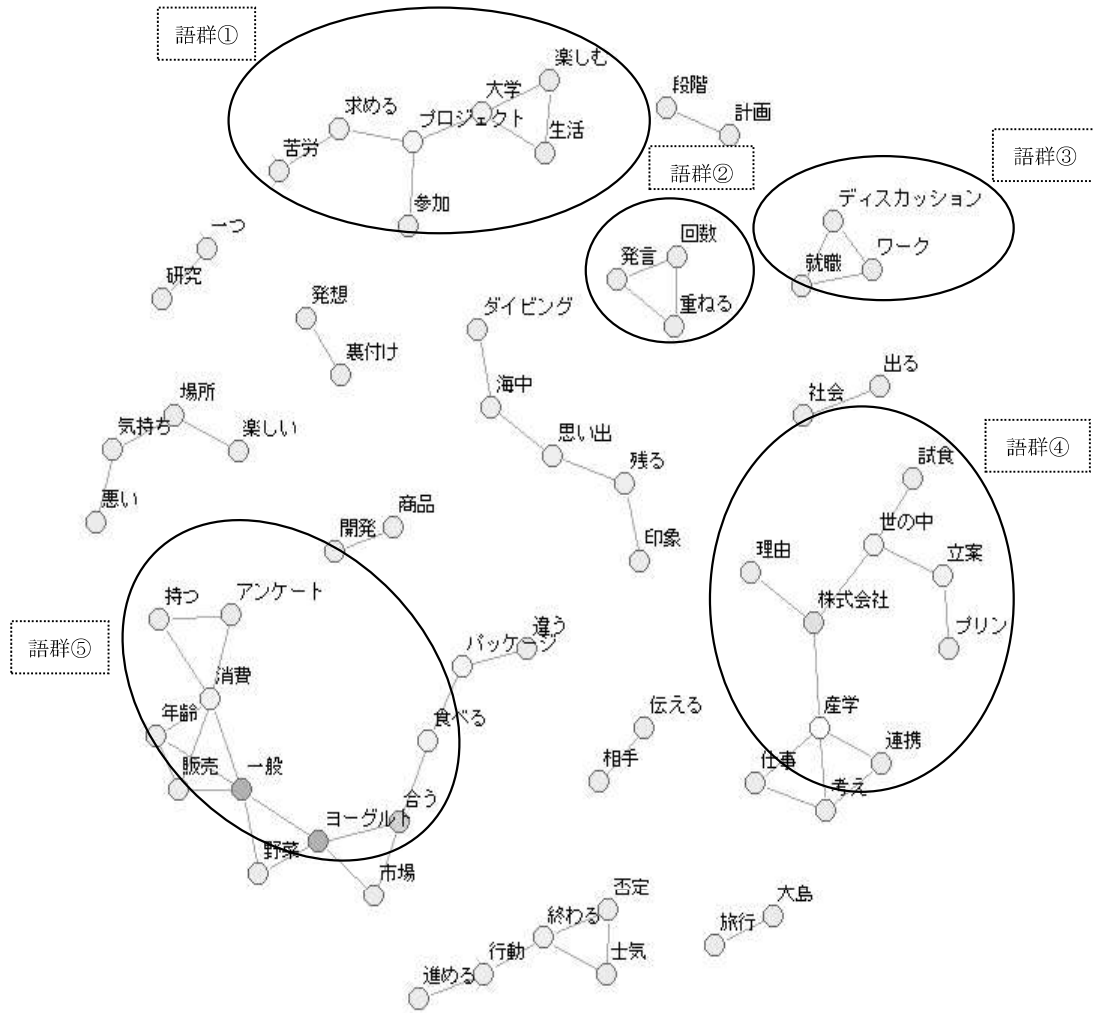 語群①
楽しむ
大学
段階
求める
プロジェクト
計画
生活
苦労
語群②
語群③
参加
ディスカッション
一つ
回数
ワーク
発言
就職
研究
発想
ダイビング
重ねる
裏付け
出る
場所
海中
社会
気持ち
楽しい
思い出
語群④
残る
試食
悪い
商品
開発
世の中
印象
理由
立案
持つ
アンケート
株式会社
プリン
語群⑤
違う
パッケージ
消費
年齢
食べる
伝える
産学
連携
販売
一般
相手
仕事
考え
合う
ヨーグルト
野菜
市場
否定
大島
終わる
旅行
行動
士気
進める